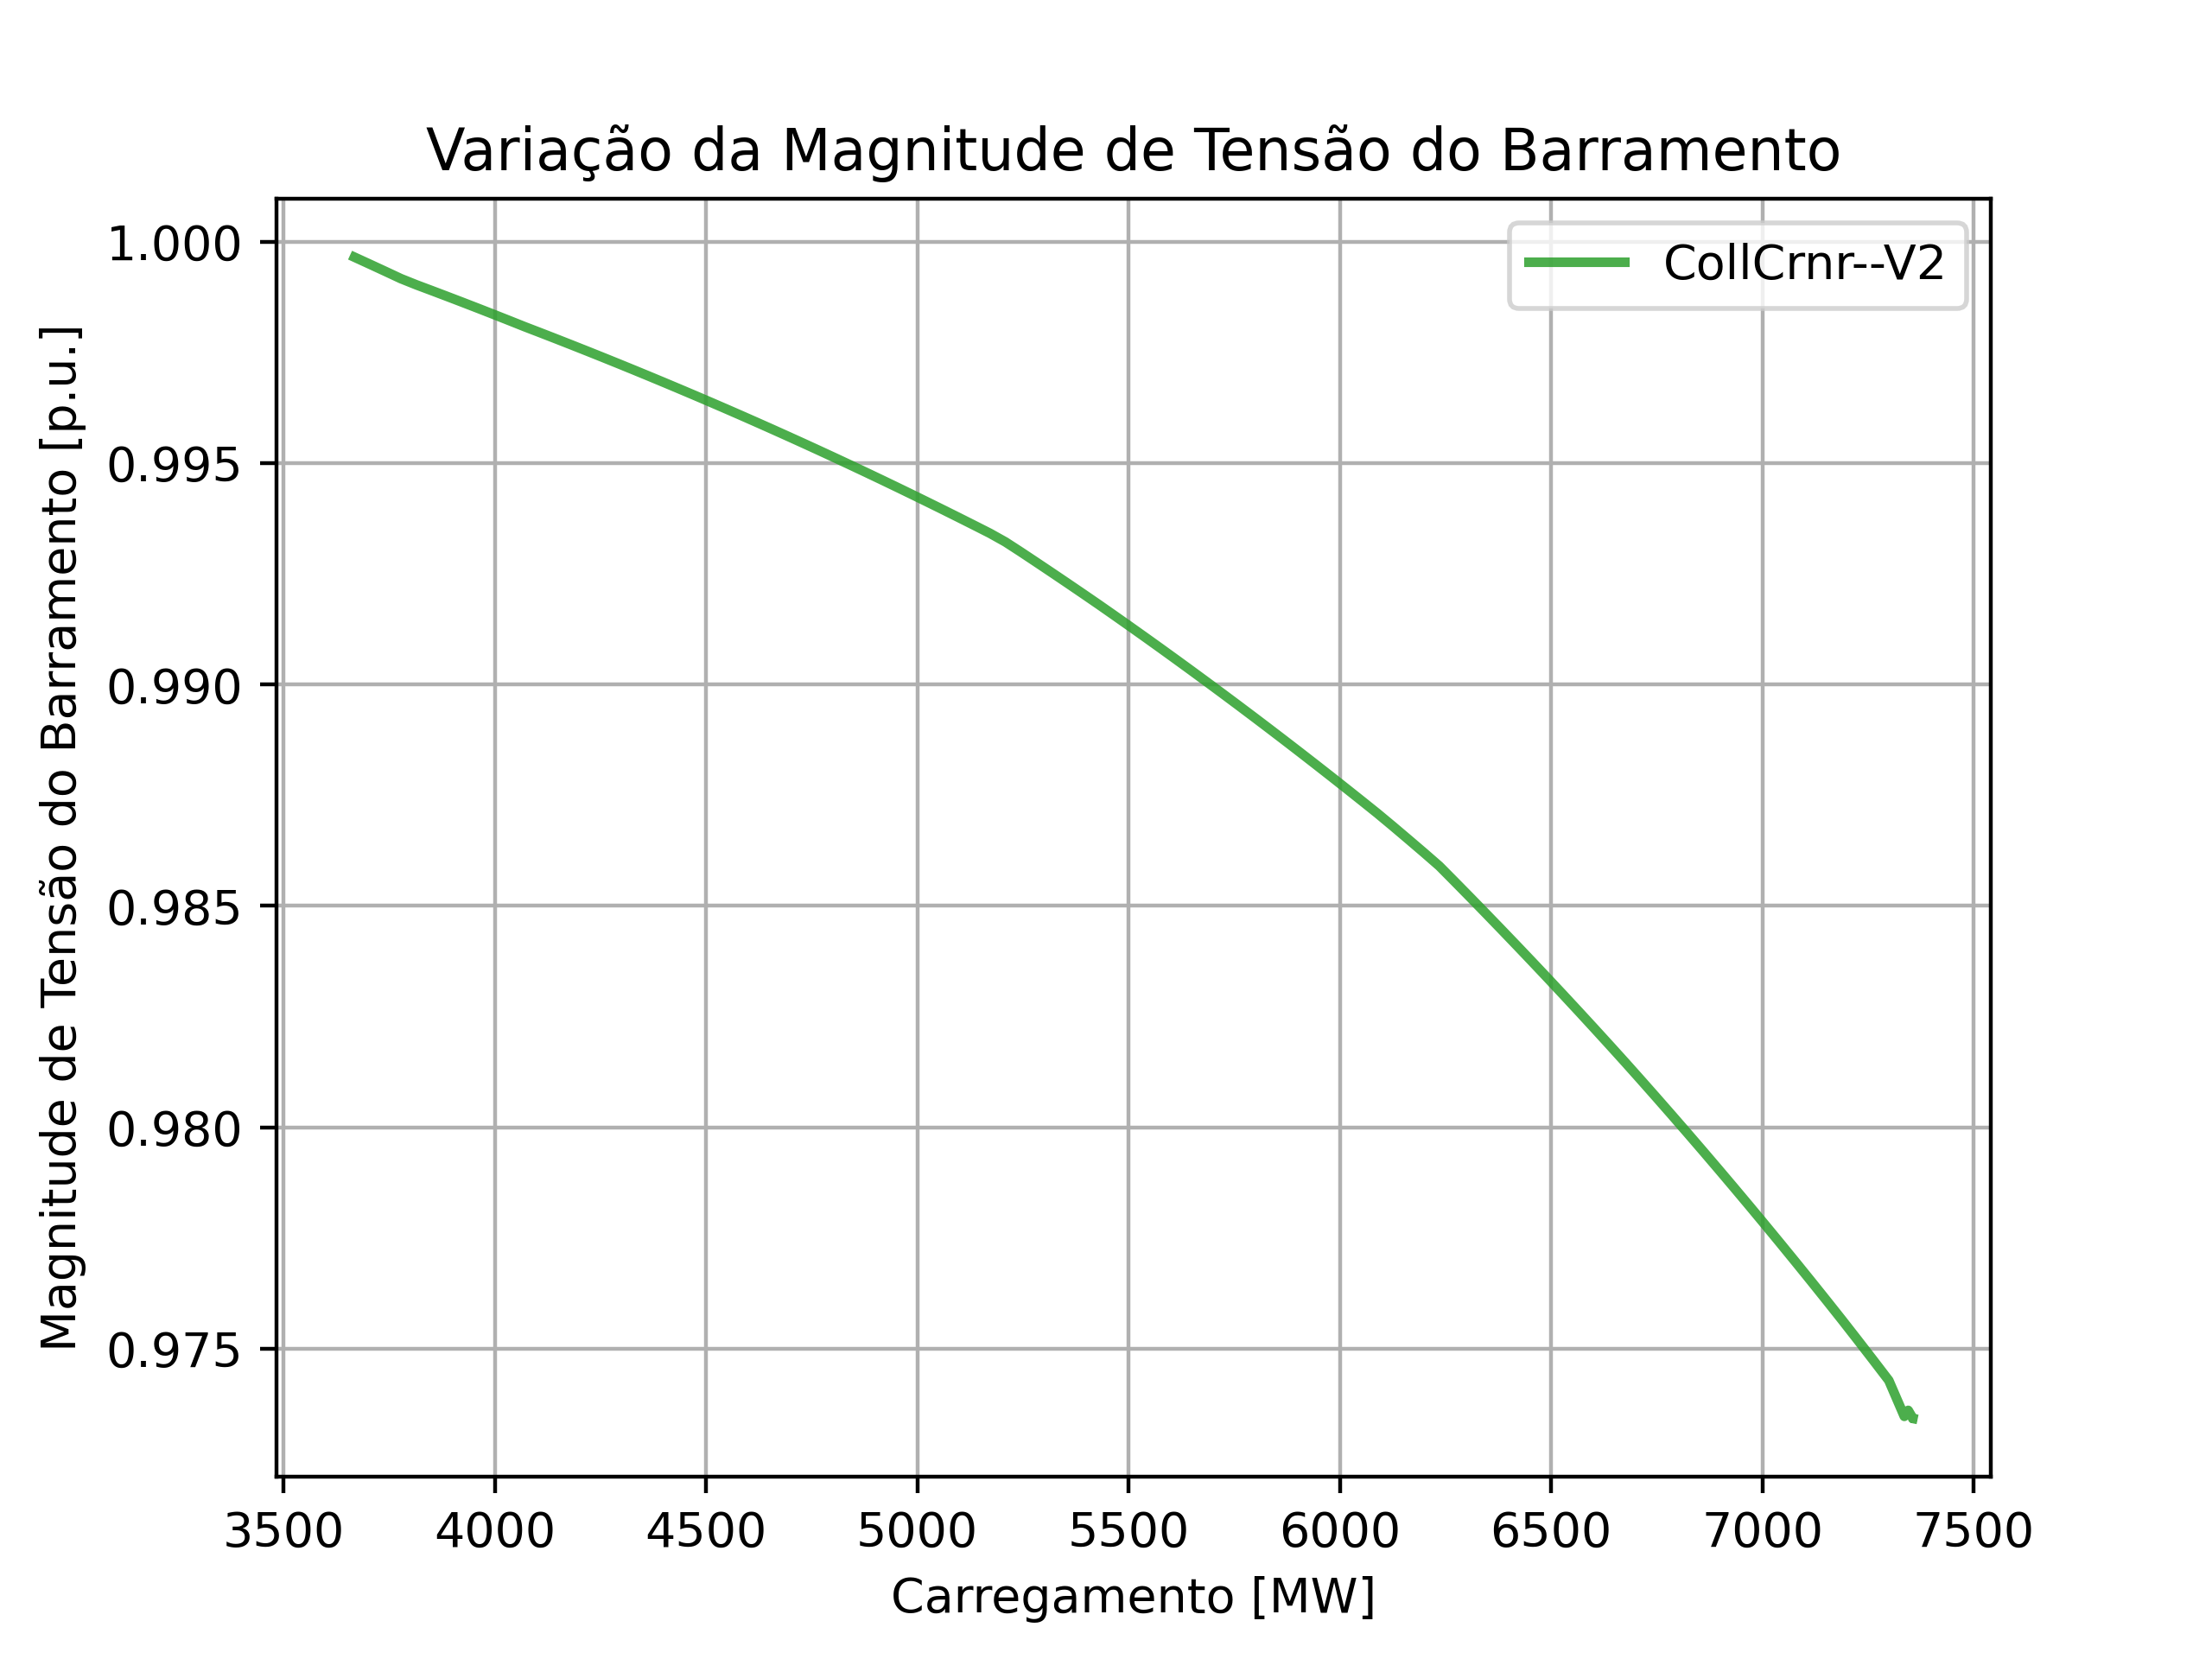 Variação da Magnitude de Tensão do Barramento
CollCrnr--V2
Magnitude de Tensão do Barramento [p.u.]
1.000
0.995
0.990
0.985
0.980
0.975
3500 4000 4500 5000 5500 6000 6500 7000 7500
Carregamento [MW]